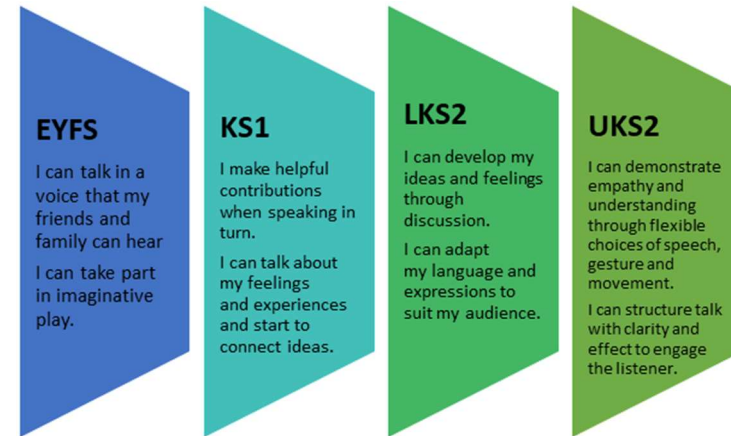 EYFS
I can talk in a
voice that my
friends and
family can hear
I can take part
in imaginative
play.
KS1
I make helpful
contributions
when speaking in
turn.
I can talk about
my feelings
and experiences
and start to
connect ideas.
LKS2
I can develop my
ideas and feelings
through
discussion.
I can adapt
my language and
expressions to
suit my audience.
UKS2
I can demonstrate
empathy and
understanding
through flexible
choices of speech,
gesture and
movement.
I can structure talk
with clarity and
effect to engage
the listener.